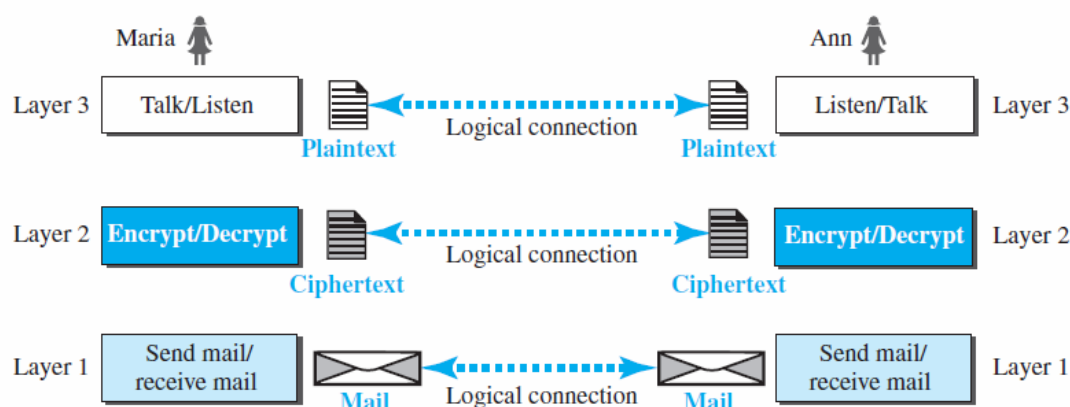 Maria
Ann
Layer 3
Talk/Listen
Plaintext
Logical connection
Plaintext
Listen/Talk
Layer 3
Layer 2
Encrypt/Decrypt
Ciphertext
Logical connection
Ciphertext
Encrypt/Decrypt
Layer 2
Layer 1
Send mail/
receive mail
Mail
Logical connection
Mail
Send mail/
receive mail
Layer 1